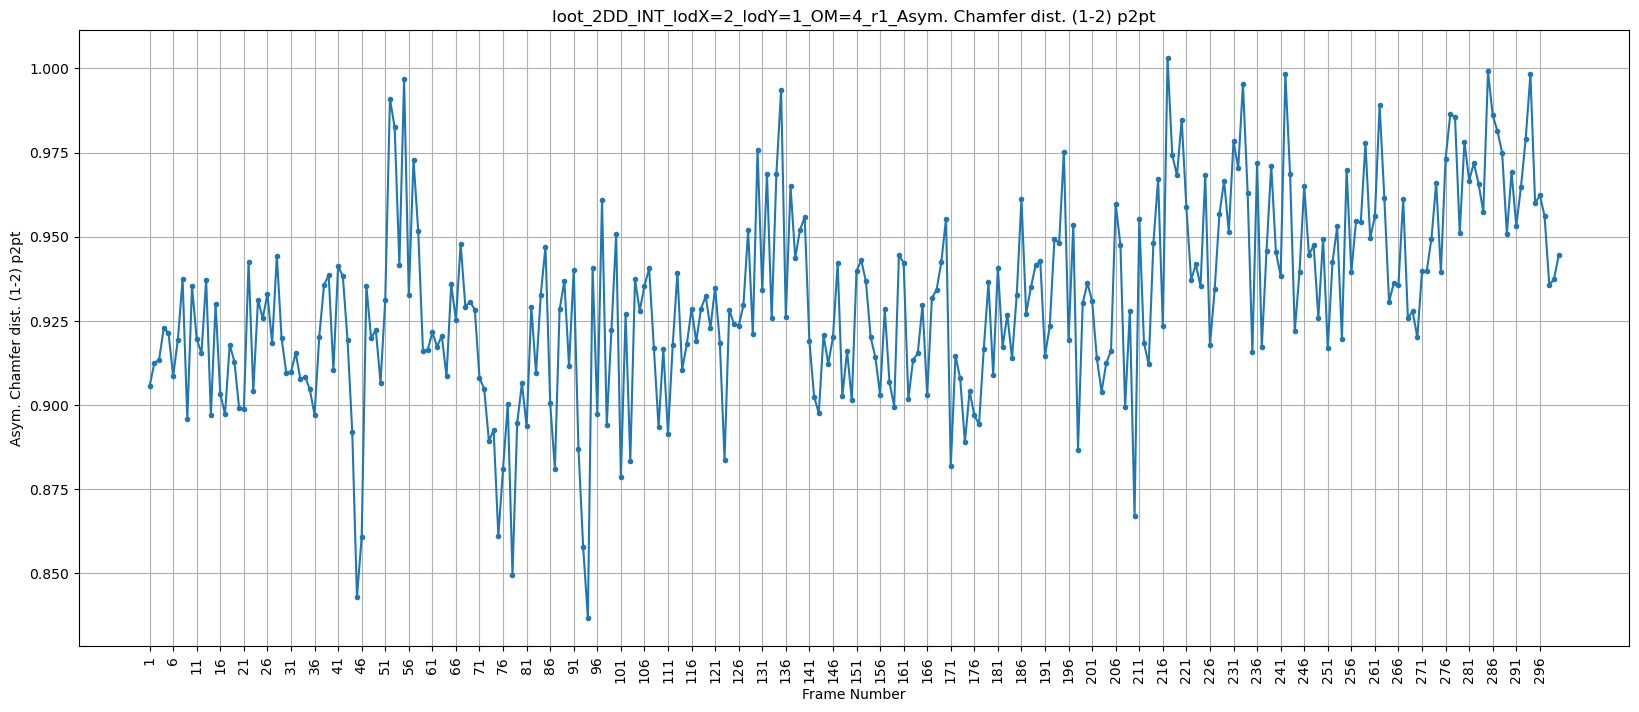 loot_2DD_INT_lodX=2_lodY=1_OM=4_r1_Asym. Chamfer dist. (1-2) p2pt
Asym. Chamfer dist. (1-2) p2pt
1.000
0.975
0.950
0.925
0.900
0.875
0.850
1 6 11 16 21 26 31 36 41 46 51 56 61 66 71 76 81 86 91 96 101 106 111 116 121 126 131 136 141 146 151 156 161 166 171 176 181 186 191 196 201 206 211 216 221 226 231 236 241 246 251 256 261 266 271 276 281 286 291 296
Frame Number